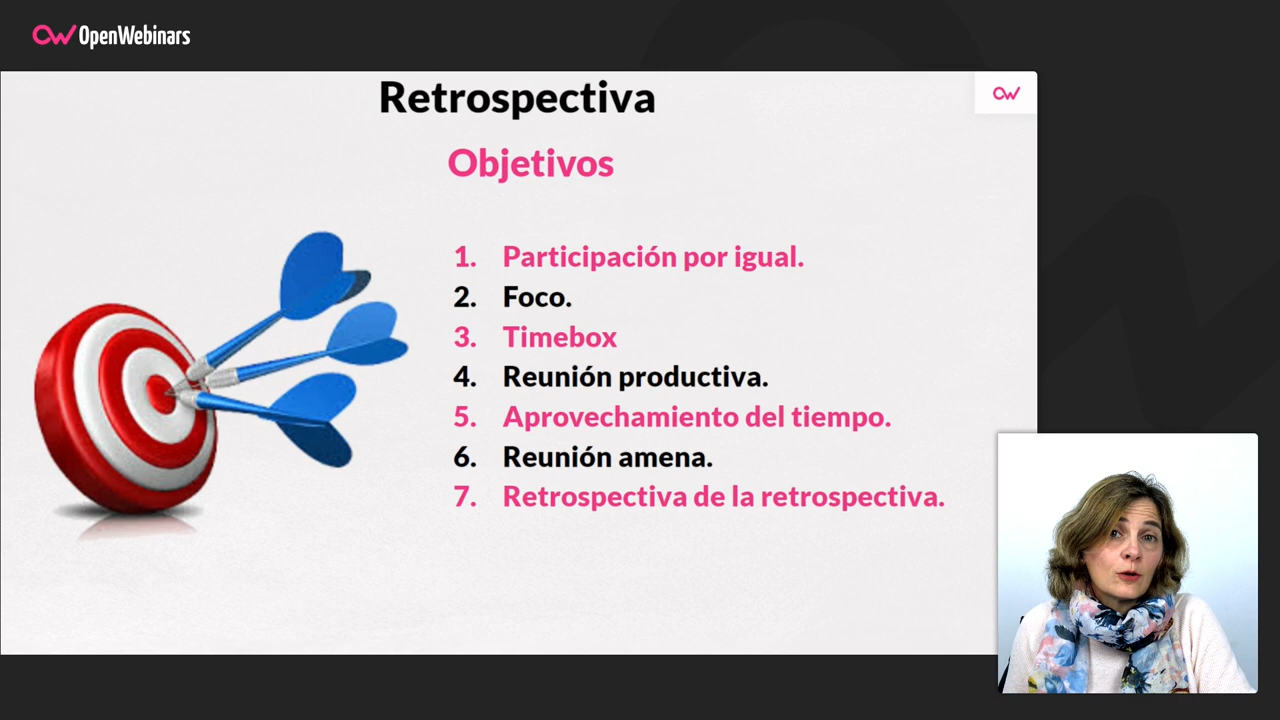 OpenWebinars
Retrospectiva
Objetivos
1. Participación por igual.
2. Foco.
3. Timebox
4. Reunión productiva.
5. Aprovechamiento del tiempo.
6. Reunión amena.
7. Retrospectiva de la retrospectiva.